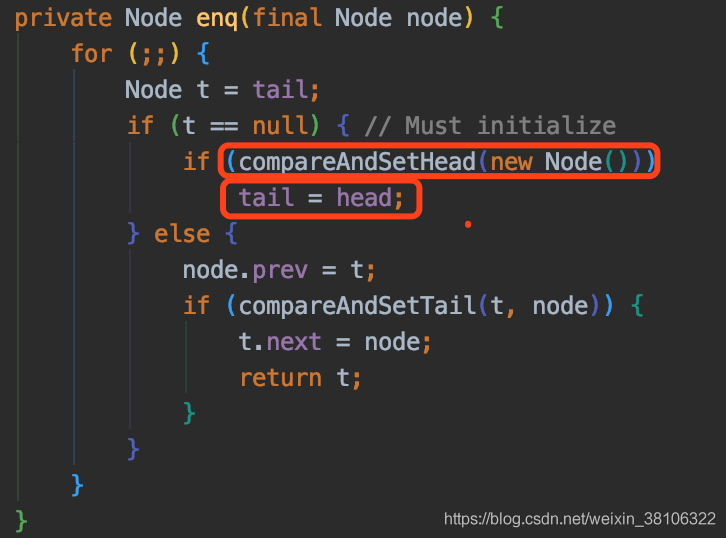 private Node enq(final Node node) {
for (;;) {
Node t = tail;
if (t == null) { // Must initialize
if (compareAndSetHead(new Node()))
tail = head;
} else {
node.prev = t;
if (compareAndSetTail(t, node)) {
t.next = node;
return t;
}
}
}
}
https://blog.csdn.net/weixin_38106322